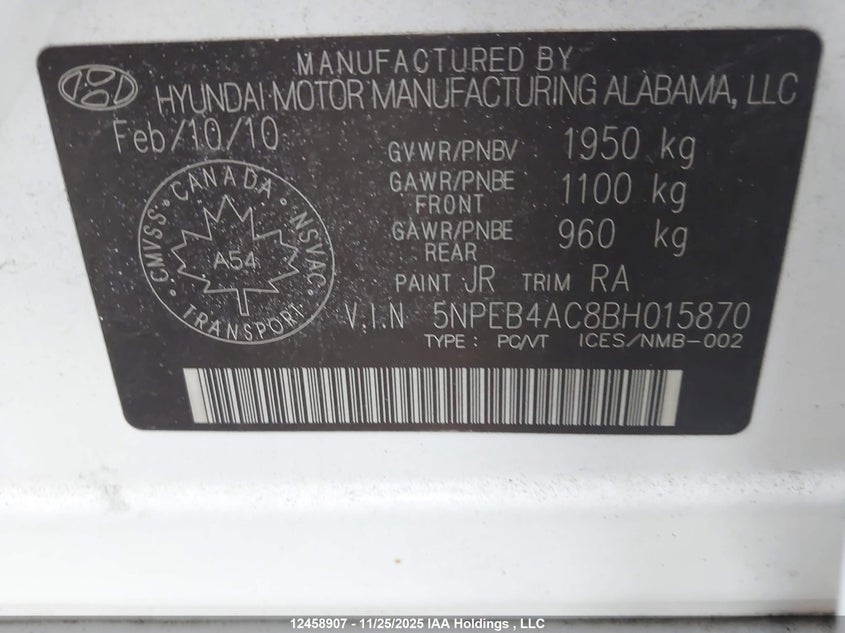 MANUFACTURED BY
HYUNDAI MOTOR MANUFACTURING ALABAMA, LLC
Feb/10/10
GVWR/PNBV 1950 kg
GAWR/PNBE FRONT 1100 kg
GAWR/PNBE REAR 960 kg
CANADA
CMVSS NSVAC
A54
TRANSPORT
PAINT JR TRIM RA
V.I.N 5NPEB4AC8BH015870
TYPE : PC/VT ICES/NMB-002
12458907 - 11/25/2025 IAA Holdings , LLC